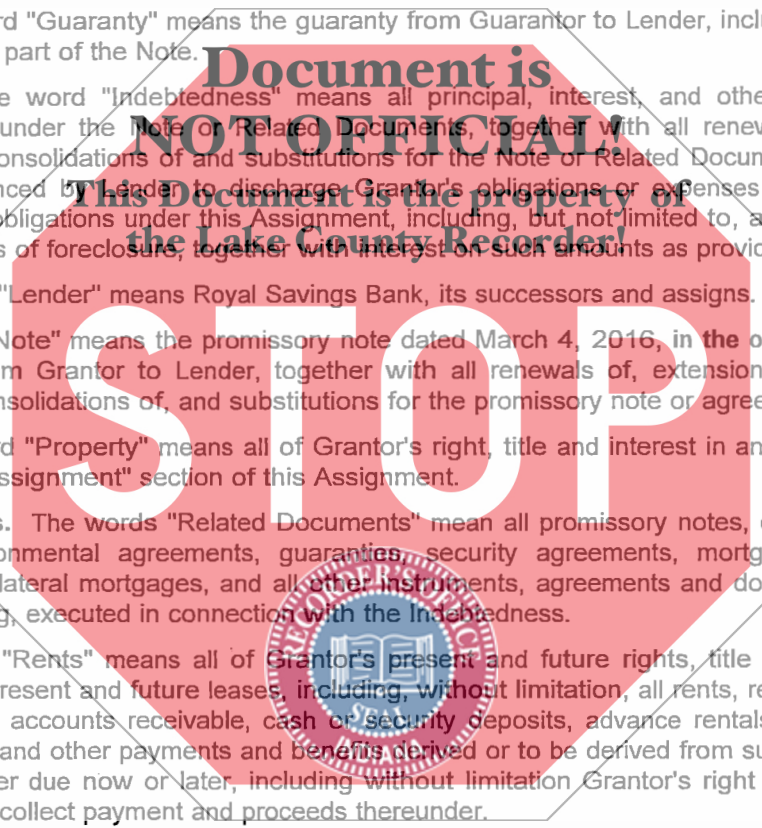 rd "Guaranty" means the guaranty from Guarantor to Lender, incl
part of the Note.
Document is
e word "Indebtedness" means all principal, interest, and othe
under the Note or Related Documents, together with all renew
NOT OFFICIAL!
onsolidations of and substitutions for the Note or Related Docum
nced by Lender to discharge Grantor's obligations or expenses
This Document is the property of
obligations under this Assignment, including, but not limited to, a
the Lake County Recorder!
s of foreclosure, together with interest on such amounts as provid
"Lender" means Royal Savings Bank, its successors and assigns.
Note" means the promissory note dated March 4, 2016, in the o
m Grantor to Lender, together with all renewals of, extension
nsolidations of, and substitutions for the promissory note or agree
STOP
rd "Property" means all of Grantor's right, title and interest in an
ssignment" section of this Assignment.
s. The words "Related Documents" mean all promissory notes,
onmental agreements, guaranties, security agreements, mortg
lateral mortgages, and all other instruments, agreements and do
g, executed in connection with the Indebtedness.
RECORDER'S OFFICE
"Rents" means all of Grantor's present and future rights, title
resent and future leases, including, without limitation, all rents, re
accounts receivable, cash or security deposits, advance rentals
SEAL
and other payments and benefits derived or to be derived from su
INDIANA
er due now or later, including without limitation Grantor's right
collect payment and proceeds thereunder.